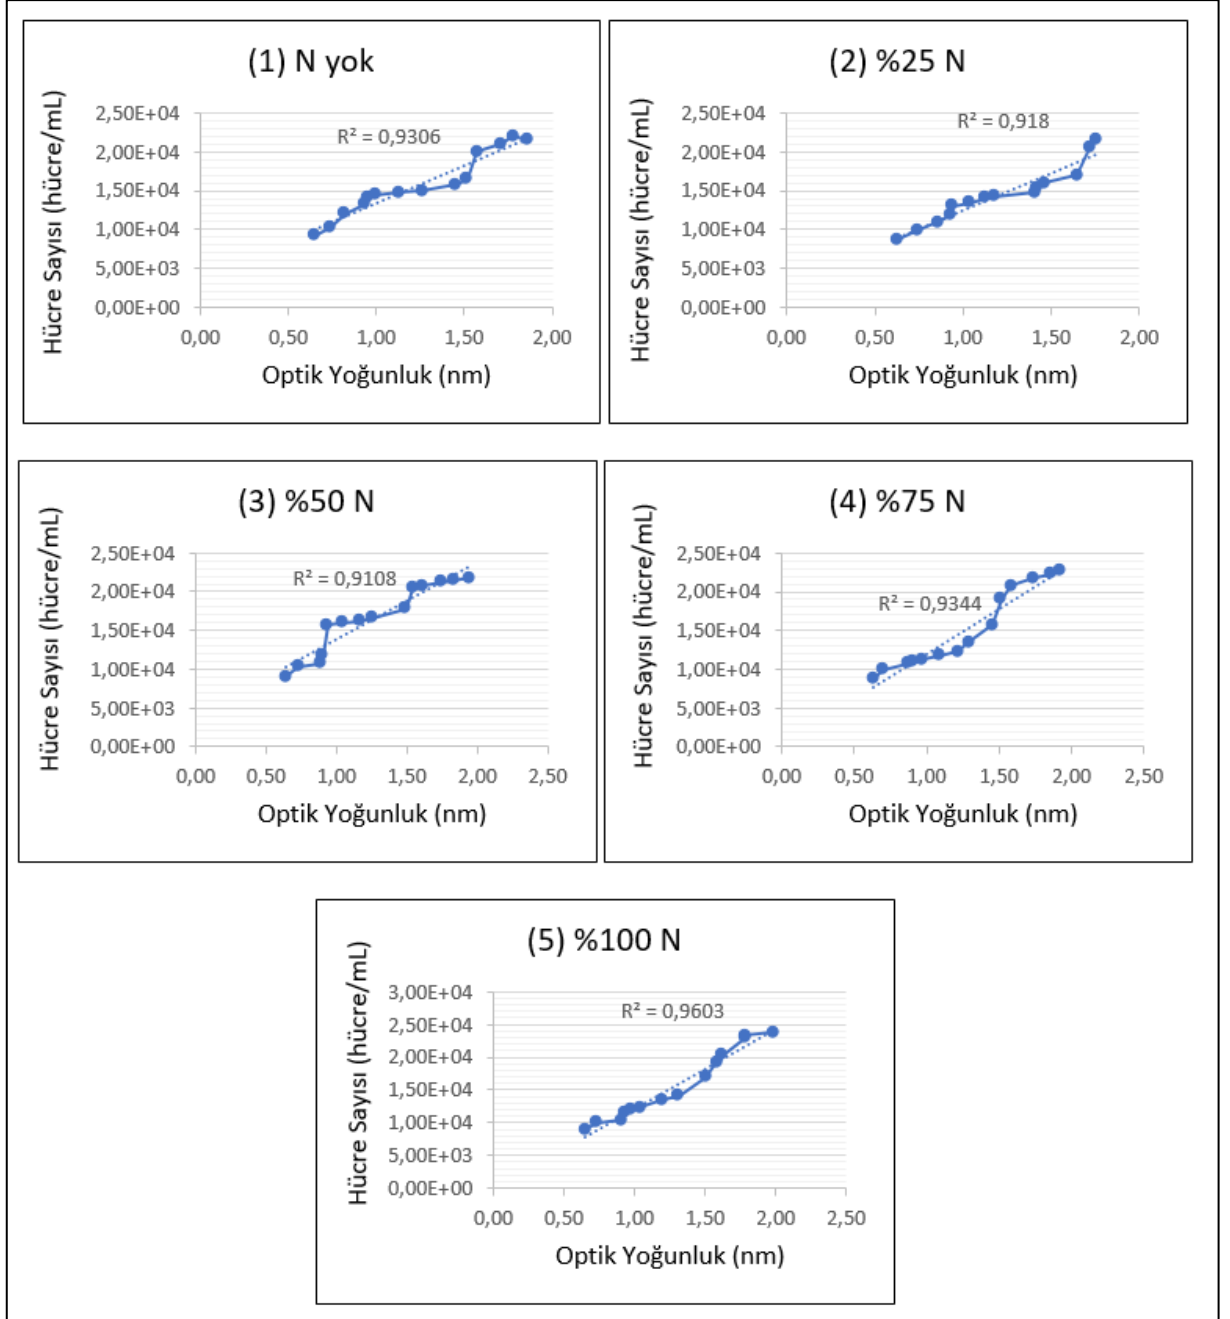 (1) N yok
Hücre Sayısı (hücre/mL)
2,50E+04
2,00E+04
1,50E+04
1,00E+04
5,00E+03
0,00E+00
R² = 0,9306
0,00 0,50 1,00 1,50 2,00
Optik Yoğunluk (nm)
(2) %25 N
Hücre Sayısı (hücre/mL)
2,50E+04
2,00E+04
1,50E+04
1,00E+04
5,00E+03
0,00E+00
R² = 0,918
0,00 0,50 1,00 1,50 2,00
Optik Yoğunluk (nm)
(3) %50 N
Hücre Sayısı (hücre/mL)
2,50E+04
2,00E+04
1,50E+04
1,00E+04
5,00E+03
0,00E+00
R² = 0,9108
0,00 0,50 1,00 1,50 2,00 2,50
Optik Yoğunluk (nm)
(4) %75 N
Hücre Sayısı (hücre/mL)
2,50E+04
2,00E+04
1,50E+04
1,00E+04
5,00E+03
0,00E+00
R² = 0,9344
0,00 0,50 1,00 1,50 2,00 2,50
Optik Yoğunluk (nm)
(5) %100 N
Hücre Sayısı (hücre/mL)
3,00E+04
2,50E+04
2,00E+04
1,50E+04
1,00E+04
5,00E+03
0,00E+00
R² = 0,9603
0,00 0,50 1,00 1,50 2,00 2,50
Optik Yoğunluk (nm)